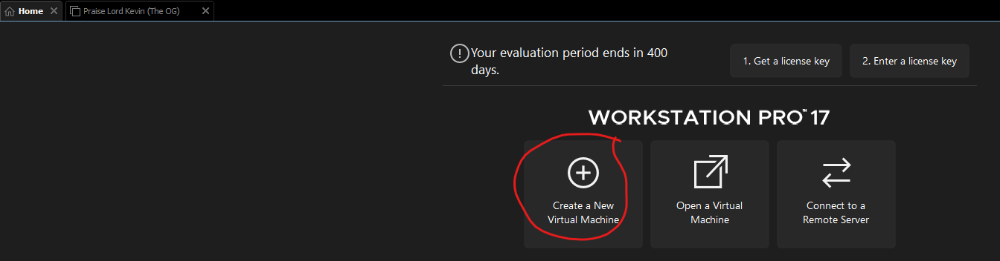 Home
Praise Lord Kevin (The OG)
Your evaluation period ends in 400
days.
1. Get a license key
2. Enter a license key
WORKSTATION PRO™ 17
Create a New
Virtual Machine
Open a Virtual
Machine
Connect to a
Remote Server